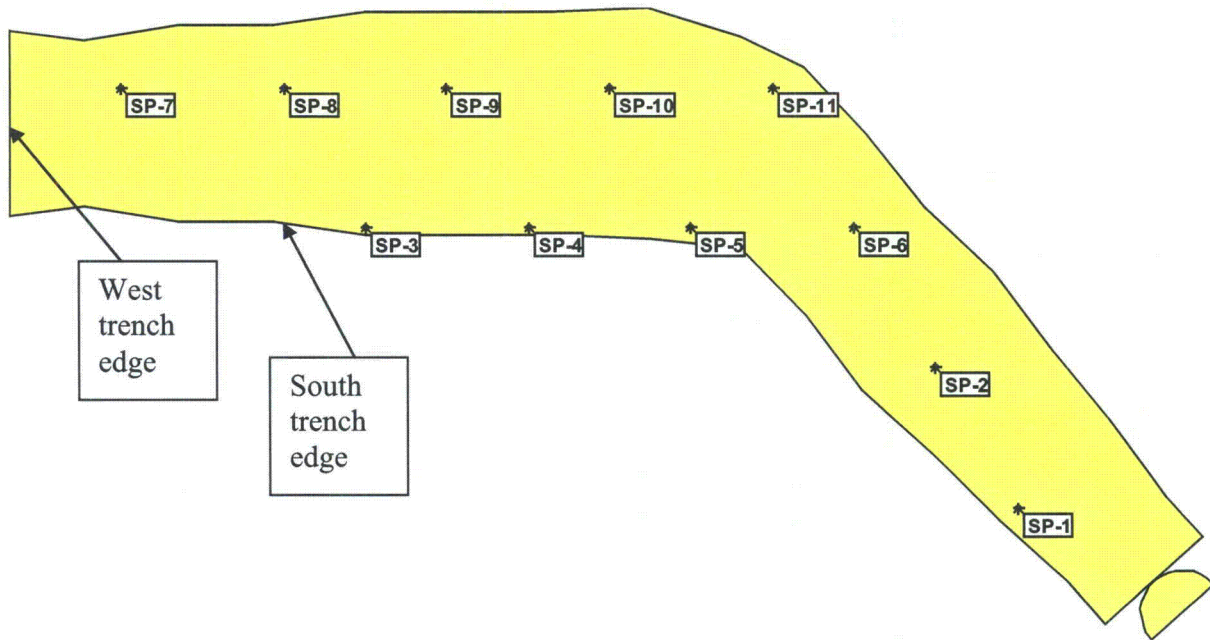 SP-7
SP-8
SP-9
SP-10
SP-11
SP-3
SP-4
SP-5
SP-6
West
trench
edge
South
trench
edge
SP-2
SP-1